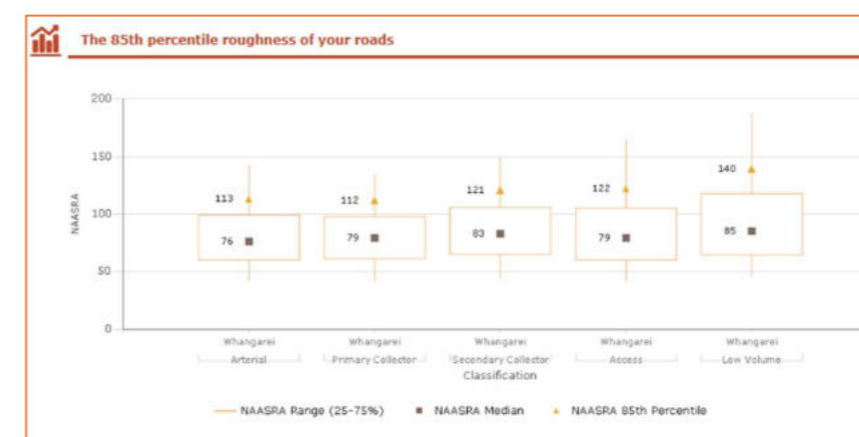 The 85th percentile roughness of your roads
200
150
100
50
0
NAASRA
113
76
112
79
121
83
122
79
140
85
Whangarei Whangarei Whangarei Whangarei Whangarei
Arterial Primary Collector Secondary Collector Access Low Volume
Classification
NAASRA Range (25-75%) NAASRA Median NAASRA 85th Percentile